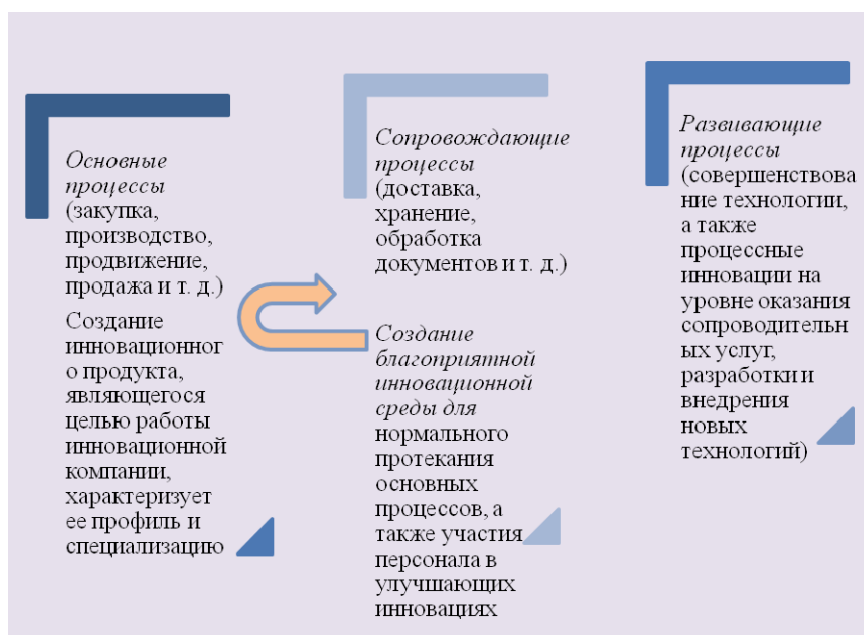 Основные
процессы
(закупка,
производство,
продвижение,
продажа и т. д.)
Создание
инновационног
о продукта,
являющегося
целью работы
инновационной
компании,
характеризует
ее профиль и
специализацию
Сопровождающие
процессы
(доставка,
хранение,
обработка
документов и т. д.)
Создание
благоприятной
инновационной
среды для
нормального
протекания
основных
процессов, а
также участия
персонала в
улучшающих
инновациях
Развивающие
процессы
(совершенствова
ние технологии,
а также
процессные
инновации на
уровне оказания
сопроводительн
ых услуг,
разработки и
внедрения
новых
технологий)